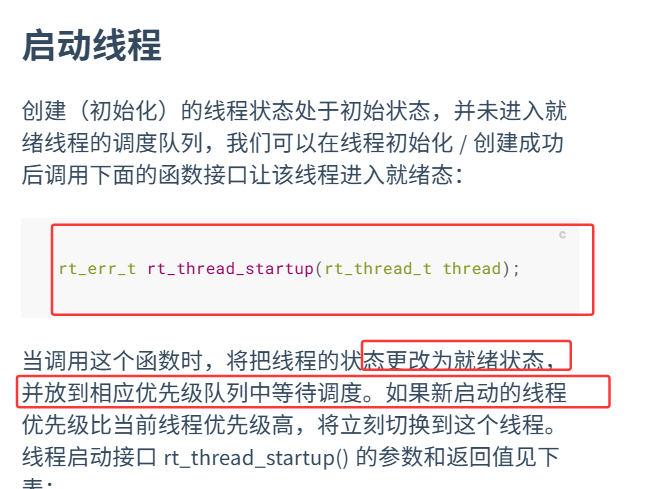 启动线程
创建（初始化）的线程状态处于初始状态，并未进入就
绪线程的调度队列，我们可以在线程初始化 / 创建成功
后调用下面的函数接口让该线程进入就绪态：
c
rt_err_t rt_thread_startup(rt_thread_t thread);
当调用这个函数时，将把线程的状态更改为就绪状态，
并放到相应优先级队列中等待调度。如果新启动的线程
优先级比当前线程优先级高，将立刻切换到这个线程。
线程启动接口 rt_thread_startup() 的参数和返回值见下
表：